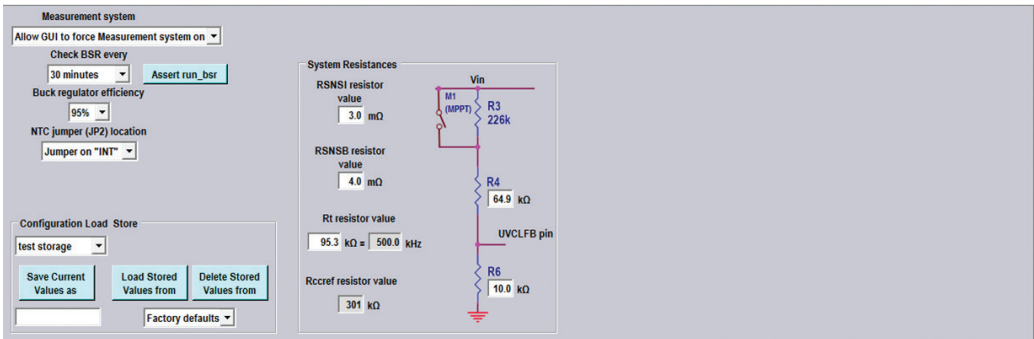 Measurement system
Allow GUI to force Measurement system on
Check BSR every
30 minutes
Assert run_bsr
Buck regulator efficiency
95%
NTC jumper (JP2) location
Jumper on "INT"
Configuration Load Store
test storage
Save Current
Values as
Load Stored
Values from
Delete Stored
Values from
Factory defaults
System Resistances
RSNSI resistor
value
3.0 mΩ
RSNSB resistor
value
4.0 mΩ
Rt resistor value
95.3 kΩ = 500.0 kHz
Rccref resistor value
301 kΩ
Vin
M1
(MPPT)
R3
226k
R4
64.9 kΩ
UVCLFB pin
R6
10.0 kΩ